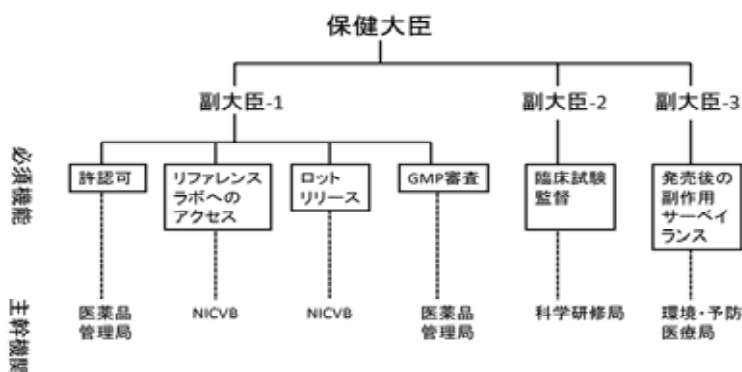 保健大臣
副大臣-1
副大臣-2
副大臣-3
必須機能
許認可
リファレンス
ラボへの
アクセス
ロット
リリース
GMP審査
臨床試験
監督
発売後の
副作用
サーベイ
ランス
主幹機関
医薬品
管理局
NICVB
NICVB
医薬品
管理局
科学研修局
環境・予防
医療局